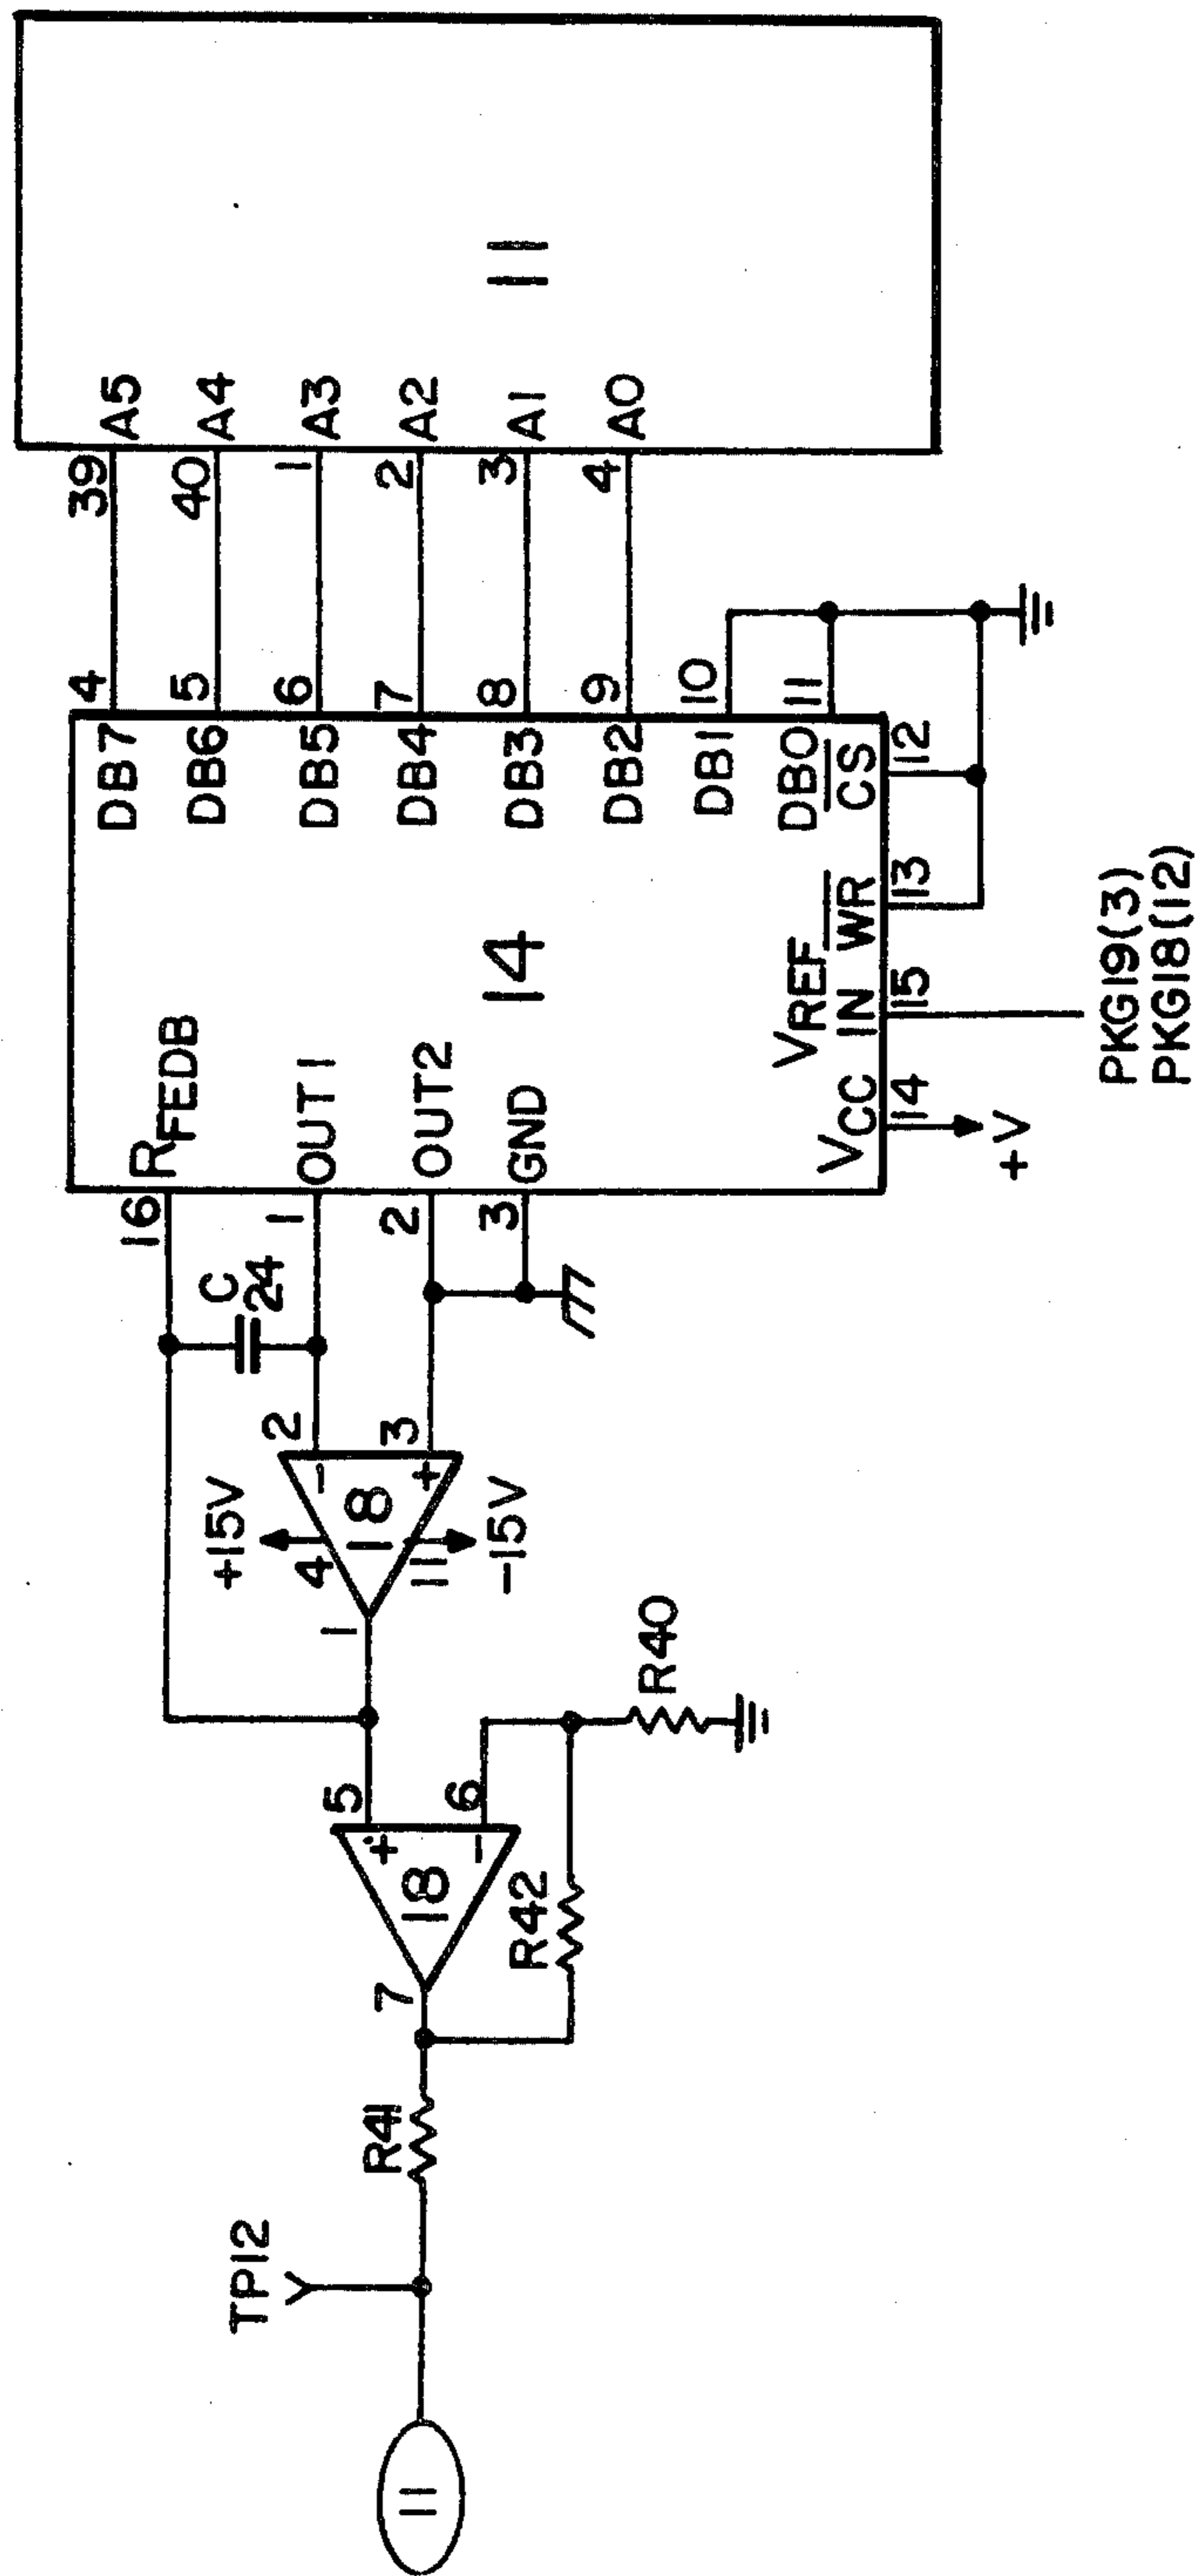 11
A5
A4
A3
A2
A1
A0
39
40
1
2
3
4
4
5
6
7
8
9
10
11
12
13
15
14
DB7
DB6
DB5
DB4
DB3
DB2
DB1
DB0
CS
WR
VREF
IN
VCC
+V
PKG19(3)
PKG18(12)
14
RFEDB
OUT1
OUT2
GND
16
1
2
3
C
24
2
3
-
+
18
+15V
4
11
-15V
1
5
6
+
-
18
7
R40
R42
R41
TP12
11